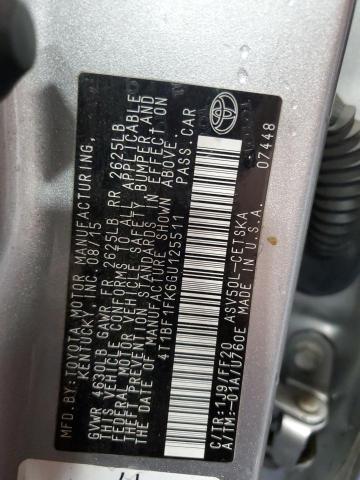 MFD.BY:TOYOTA MOTOR MANUFACTURING,
KENTUCKY, INC. 08/15
GVWR 4630LB GAWR FR 2625LB RR 2625LB
THIS VEHICLE CONFORMS TO ALL APPLICABLE
FEDERAL MOTOR VEHICLE SAFETY, BUMPER AND
THEFT PREVENTION STANDARDS IN EFFECT
ON THE DATE OF MANUFACTURE SHOWN ABOVE.
4T1BF1FK6GU125511 PASS.CAR
C/TR:1J9/FF20 ASV50L-CETSKA
A/TM:-01A/U760E MADE IN U.S.A.
07448